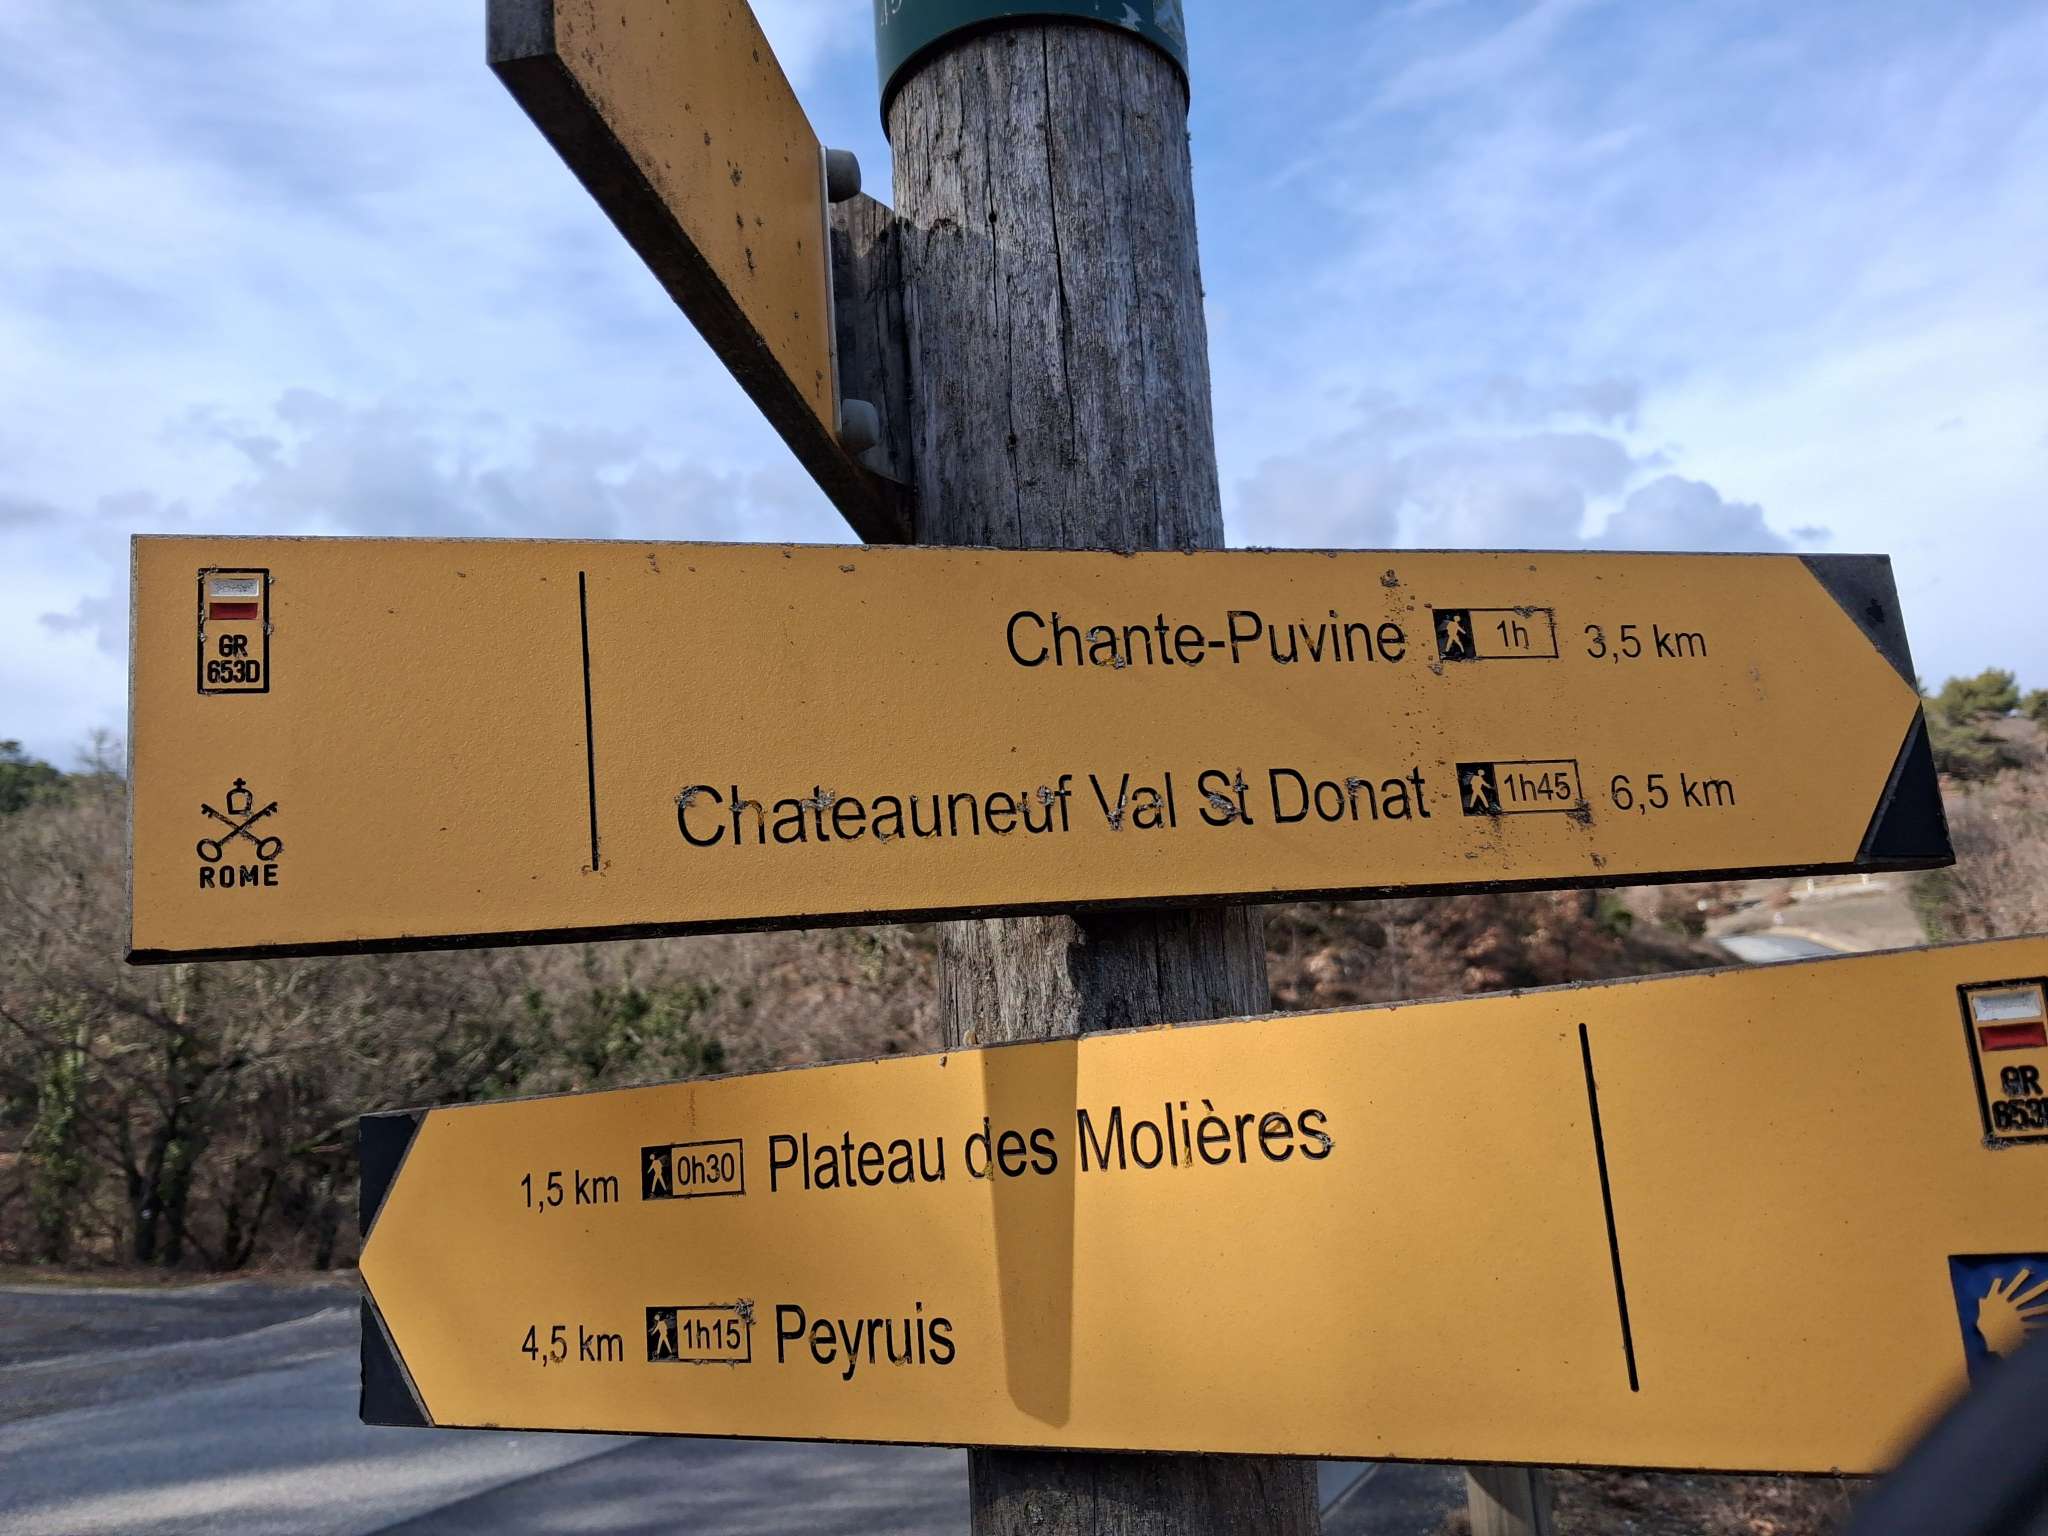 GR
653D
ROME
Chante-Puvine 1h 3,5 km
Chateauneuf Val St Donat 1h45 6,5 km
1,5 km 0h30 Plateau des Molières
4,5 km 1h15 Peyruis
GR